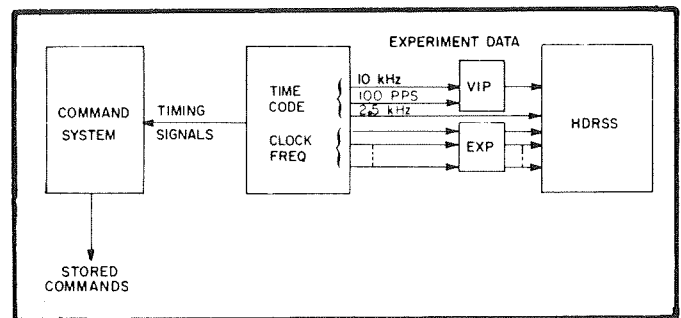 EXPERIMENT DATA
COMMAND
SYSTEM
TIMING
SIGNALS
TIME
CODE
CLOCK
FREQ
10 kHz
100 PPS
2.5 kHz
VIP
EXP
HDRSS
STORED
COMMANDS